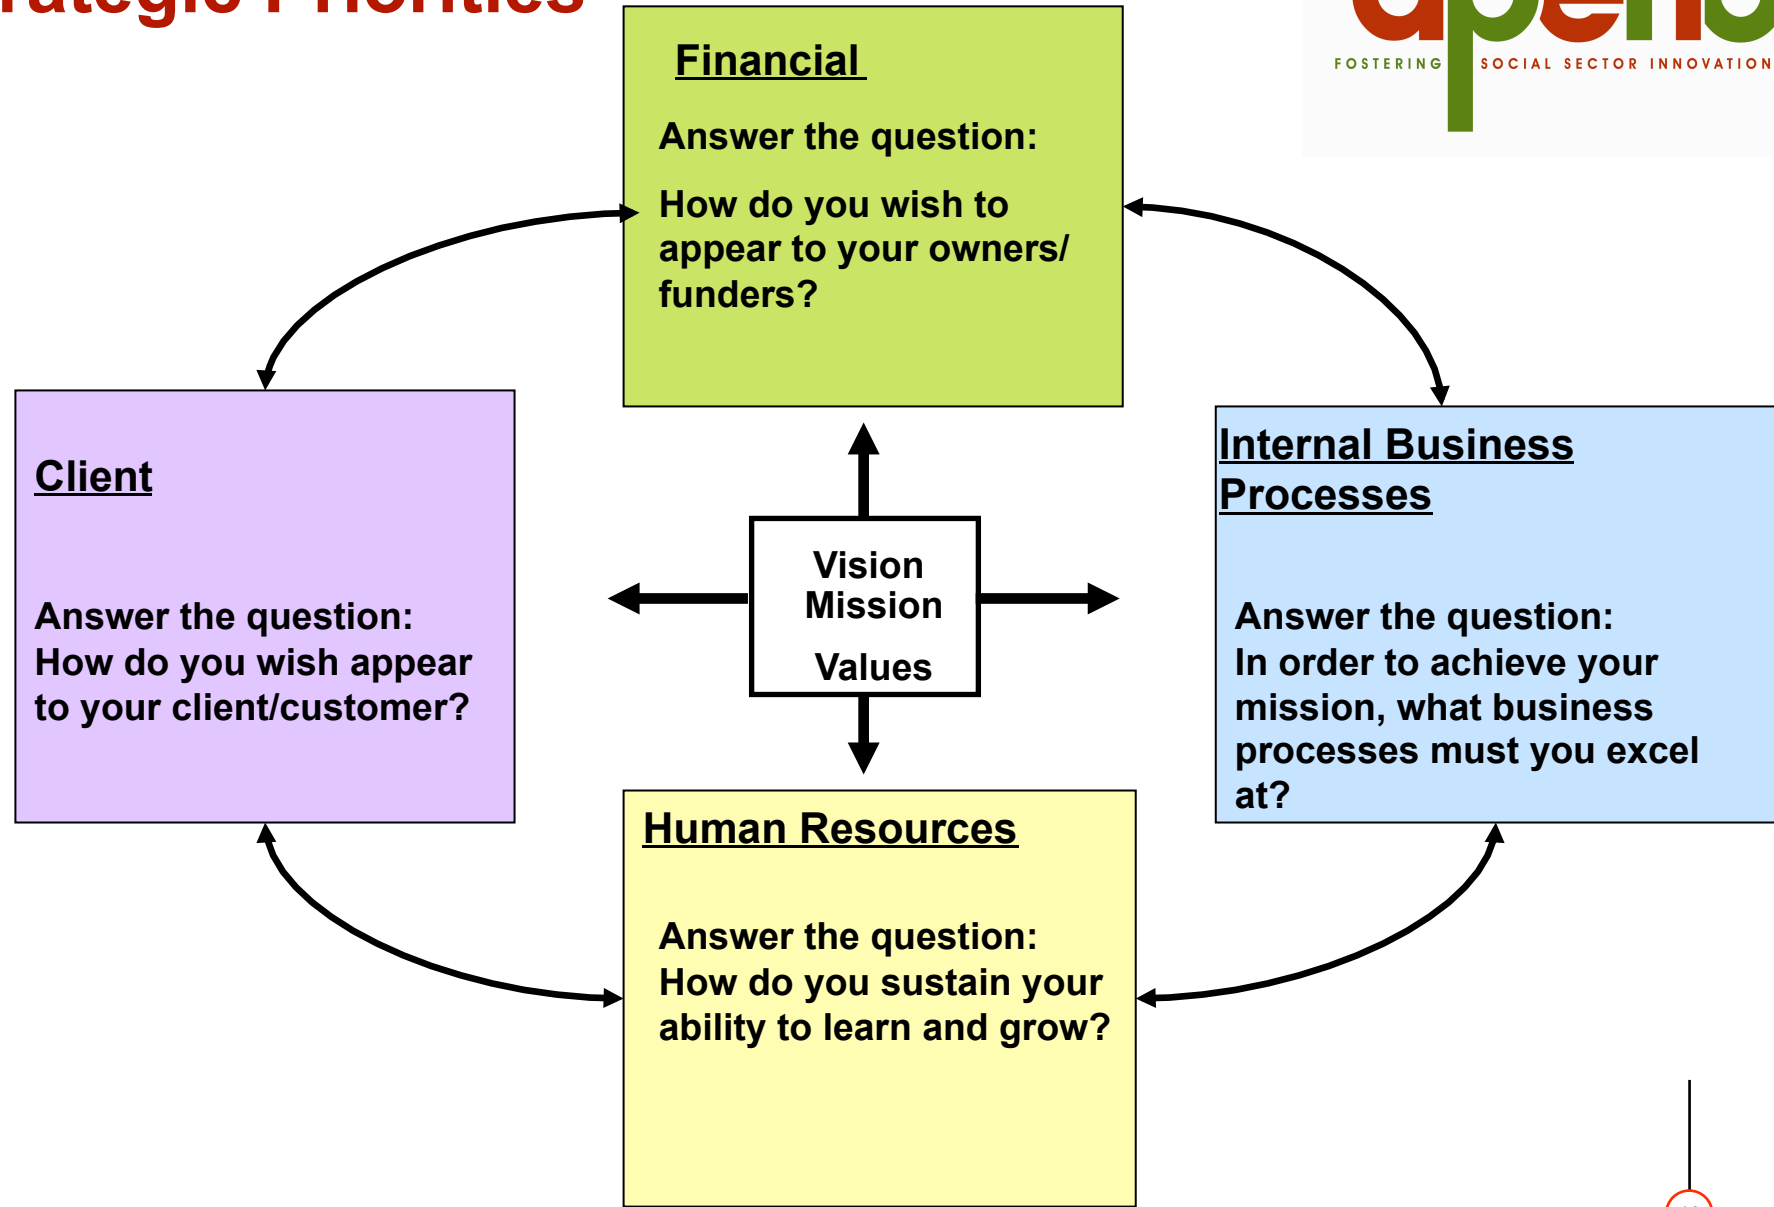 Priorities
FOSTERING SOCIAL SECTOR INNOVATION
Financial
Answer the question:
How do you wish to
appear to your owners/
funders?
Client
Answer the question:
How do you wish appear
to your client/customer?
Vision
Mission
Values
Internal Business
Processes
Answer the question:
In order to achieve your
mission, what business
processes must you excel
at?
Human Resources
Answer the question:
How do you sustain your
ability to learn and grow?